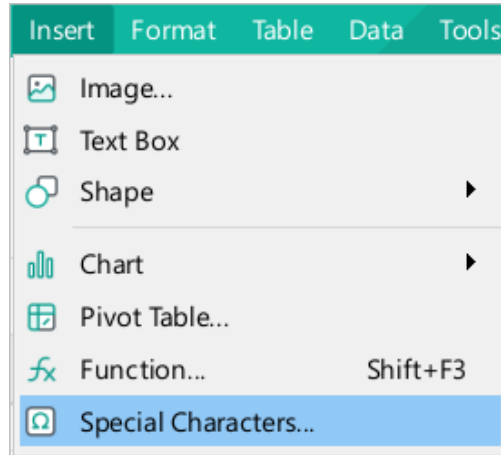 Insert Format Table Data Tools
Image...
Text Box
Shape
Chart
Pivot Table...
Function... Shift+F3
Special Characters...